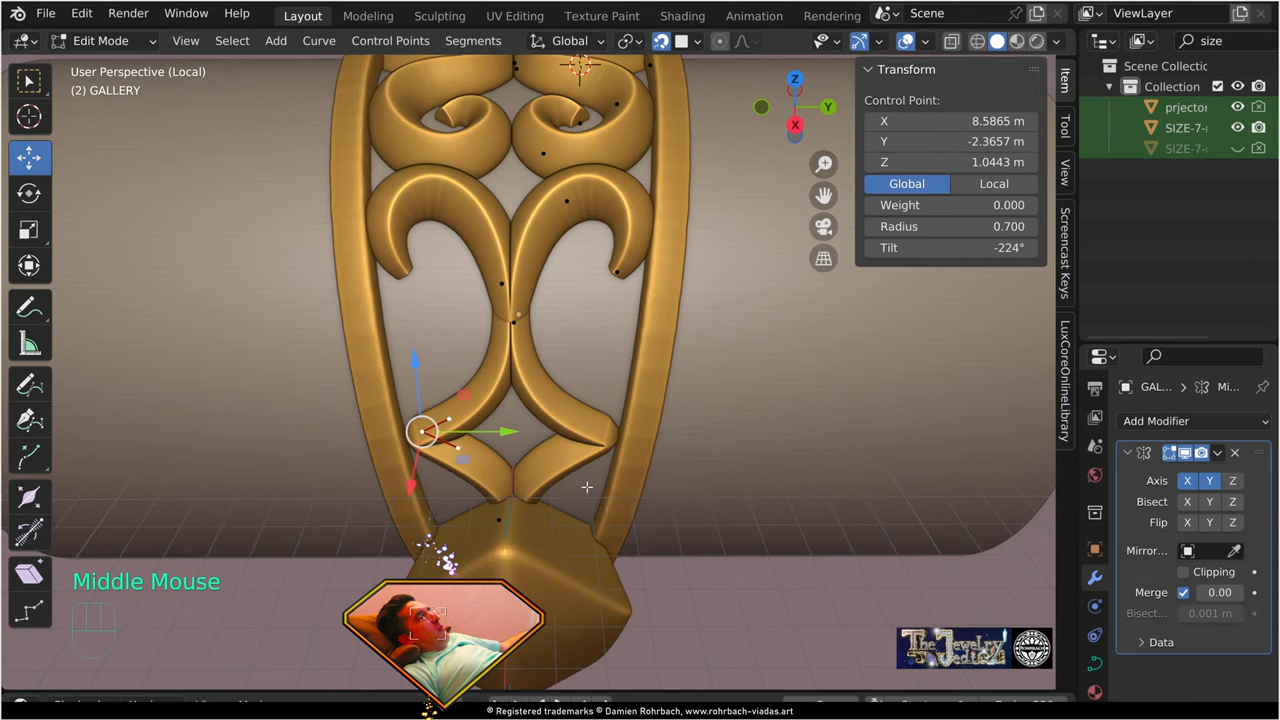 File Edit Render Window Help Layout Modeling Sculpting UV Editing Texture Paint Shading Animation Rendering Scene ViewLayer
Edit Mode View Select Add Curve Control Points Segments Global size
User Perspective (Local)
(2) GALLERY
Z
Y
X
Transform
Control Point:
X 8.5865 m
Y -2.3657 m
Z 1.0443 m
Global Local
Weight 0.000
Radius 0.700
Tilt -224°
Item
Tool
View
Screencast Keys
LuxCoreOnlineLibrary
Scene Collectic
Collection
prjector
SIZE-7-
SIZE-7-
GAL... Mi...
Add Modifier
Axis X Y Z
Bisect X Y Z
Flip X Y Z
Mirror...
Clipping
Merge 0.00
Bisect... 0.001 m
Data
Middle Mouse
The Jewelry
ROHRBACH
® Registered trademarks © Damien Rohrbach, www.rohrbach-viadas.art